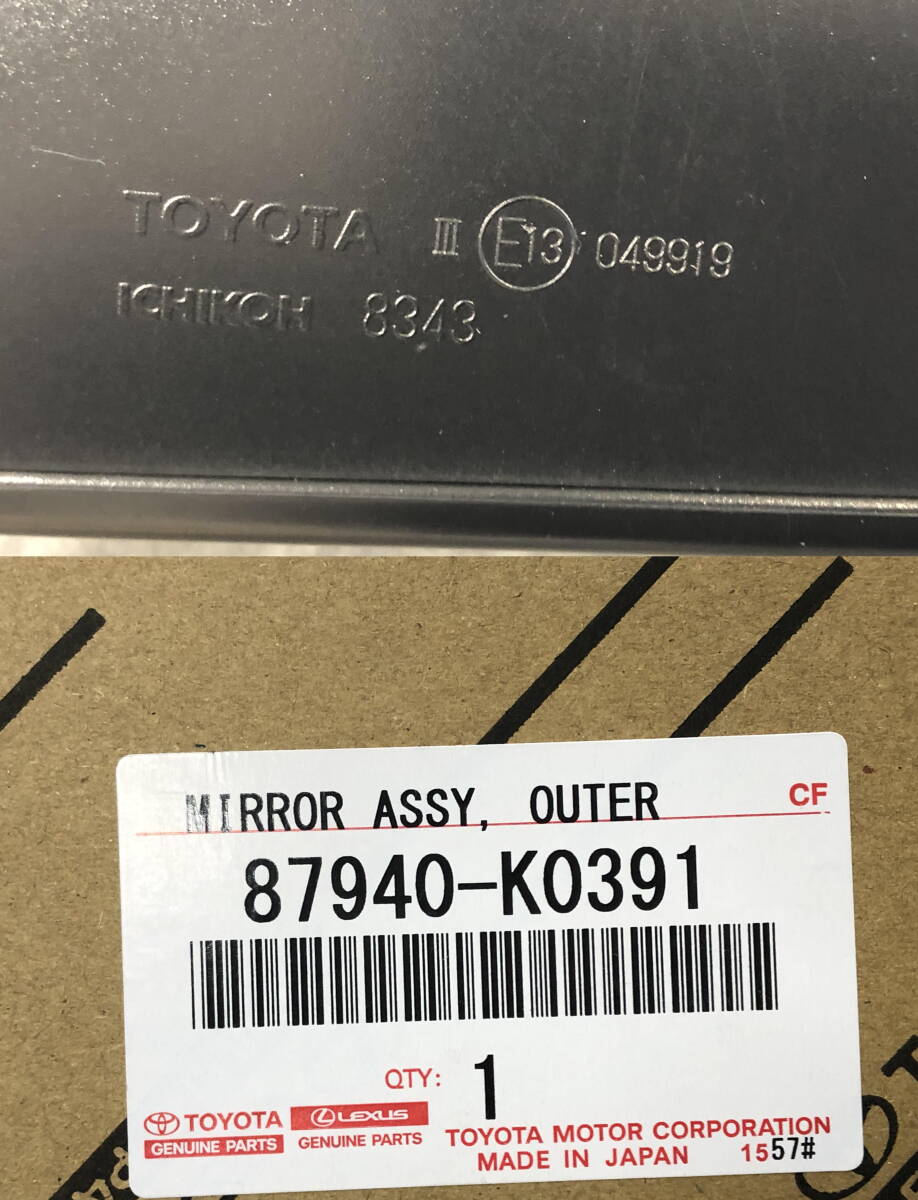 TOYOTA III E13 049919
ICHIKOH 8343
MIRROR ASSY, OUTER CF
87940-K0391
QTY: 1
TOYOTA LEXUS
GENUINE PARTS GENUINE PARTS
TOYOTA MOTOR CORPORATION
MADE IN JAPAN 1557#